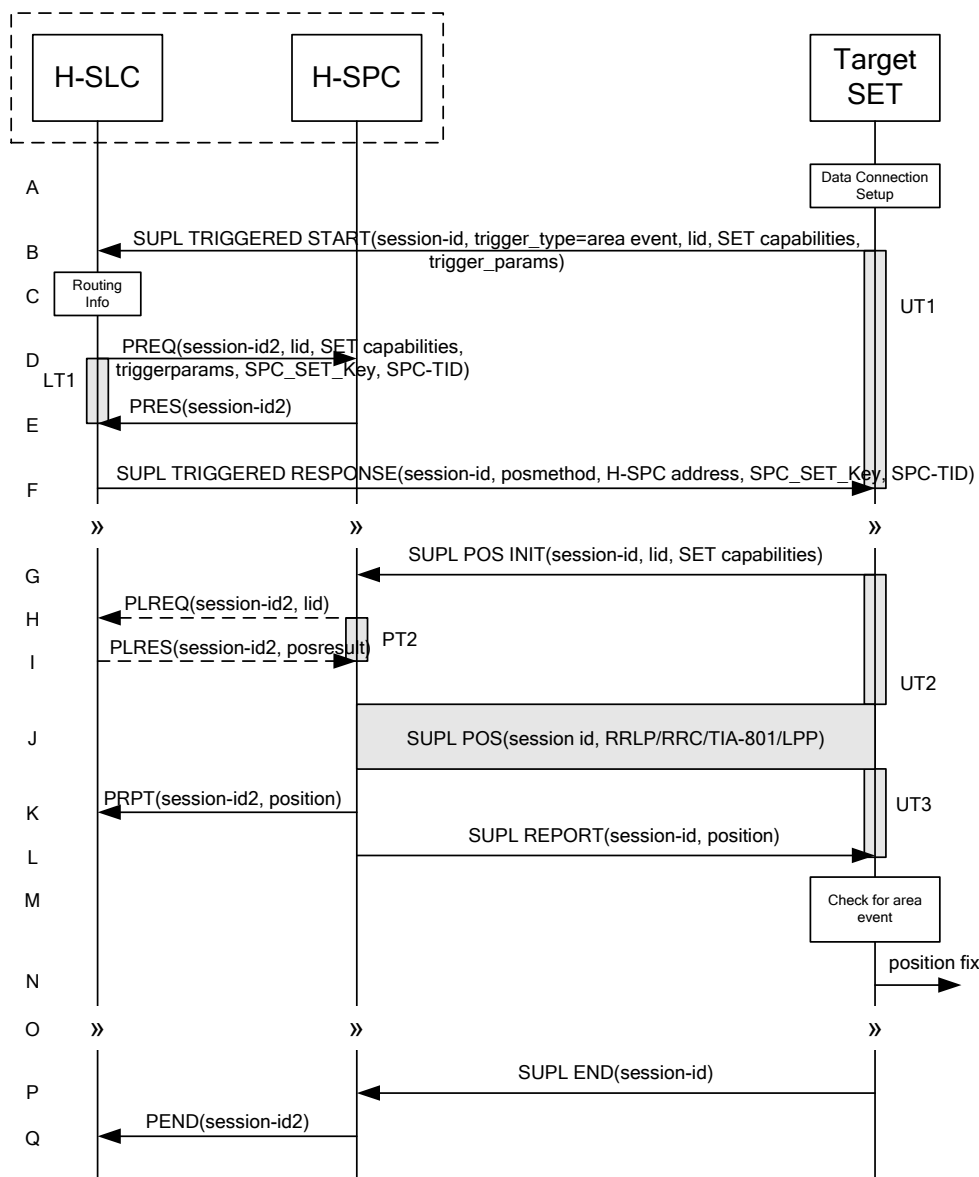 H-SLC
H-SPC
Target
SET
A
Data Connection
Setup
B
SUPL TRIGGERED START(session-id, trigger_type=area event, lid, SET capabilities,
trigger_params)
C
Routing
Info
UT1
D
PREQ(session-id2, lid, SET capabilities,
triggerparams, SPC_SET_Key, SPC-TID)
LT1
E
PRES(session-id2)
F
SUPL TRIGGERED RESPONSE(session-id, posmethod, H-SPC address, SPC_SET_Key, SPC-TID)
» » »
G
SUPL POS INIT(session-id, lid, SET capabilities)
H
PLREQ(session-id2, lid)
PT2
I
PLRES(session-id2, posresult)
UT2
J
SUPL POS(session id, RRLP/RRC/TIA-801/LPP)
K
PRPT(session-id2, position)
UT3
L
SUPL REPORT(session-id, position)
M
Check for area
event
N
position fix
O
» » »
P
SUPL END(session-id)
Q
PEND(session-id2)